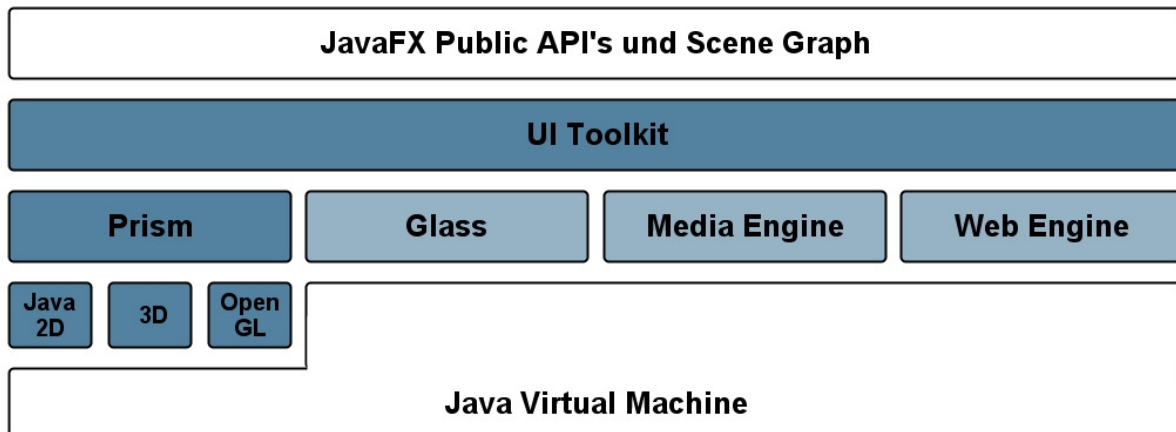 JavaFX Public API's und Scene Graph
UI Toolkit
Prism
Glass
Media Engine
Web Engine
Java
2D
3D
Open
GL
Java Virtual Machine